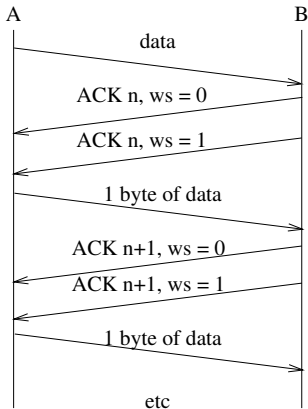 A B
data
ACK n, ws = 0
ACK n, ws = 1
1 byte of data
ACK n+1, ws = 0
ACK n+1, ws = 1
1 byte of data
etc